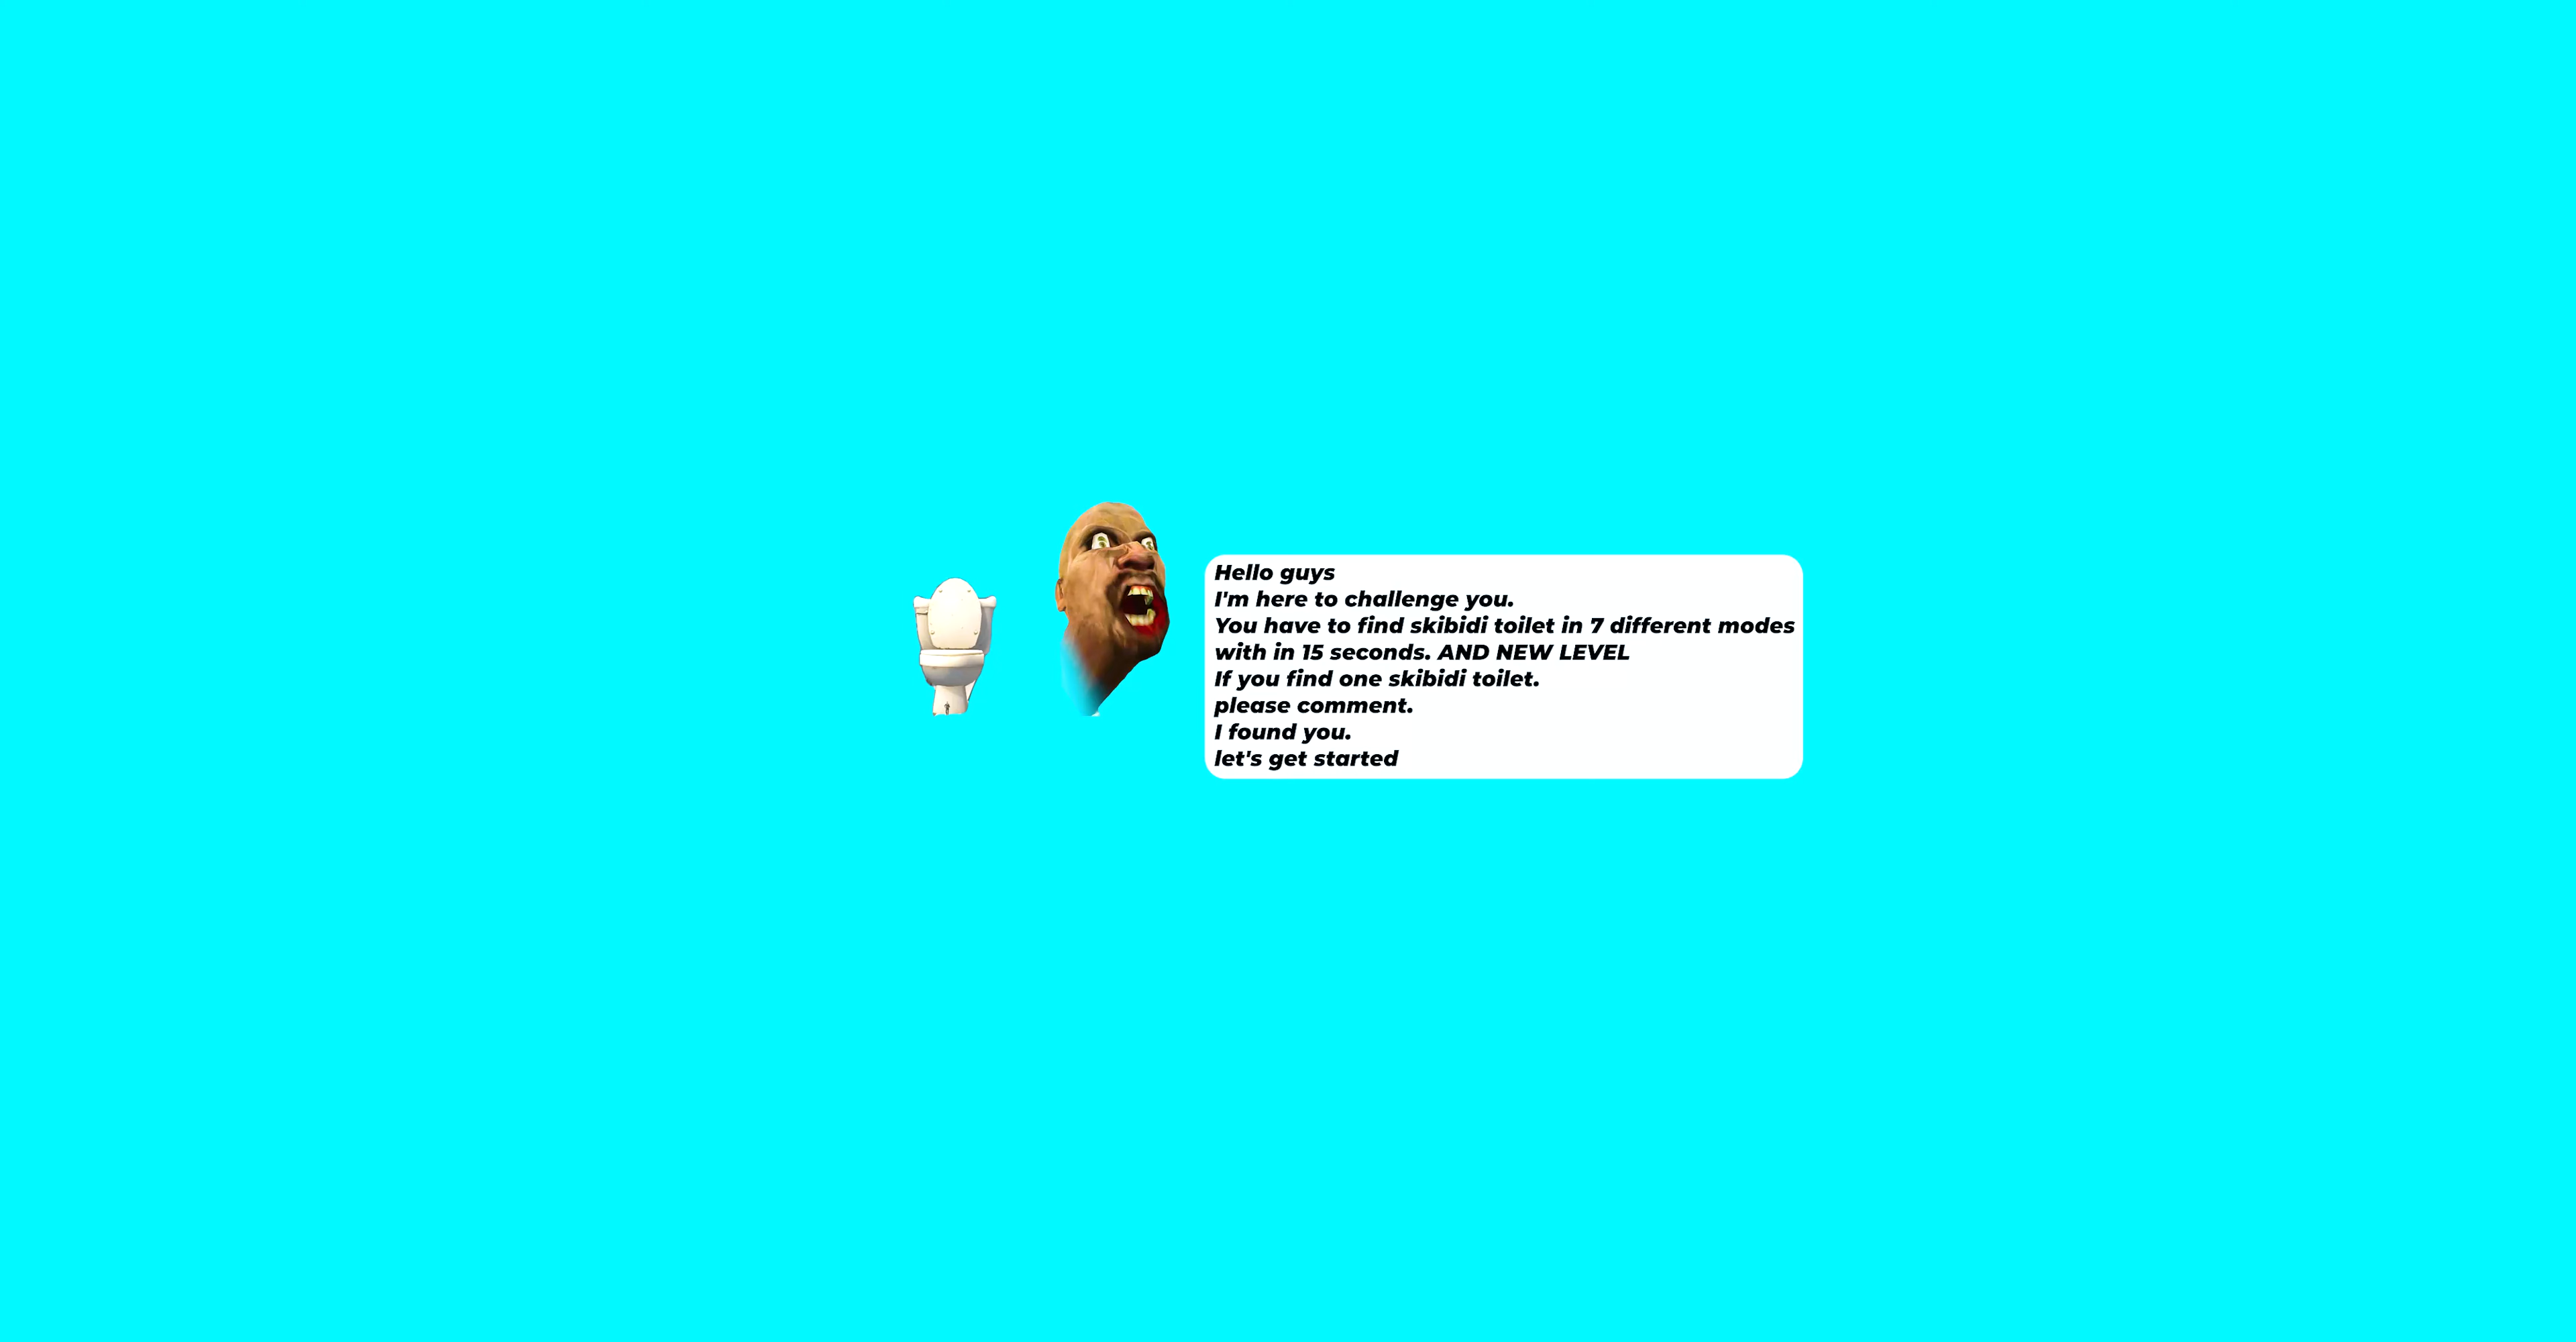 Hello guys
I'm here to challenge you.
You have to find skibidi toilet in 7 different modes
with in 15 seconds. AND NEW LEVEL
If you find one skibidi toilet.
please comment.
I found you.
let's get started